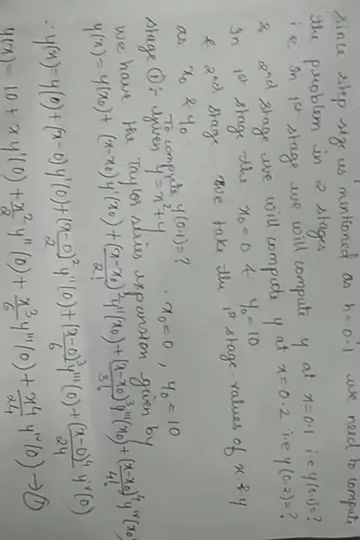 since step size is mentioned as h = 0.1 we need to compute
the problem in 2 stages
i.e In 1st stage we will compute y at x = 0.1 i.e y(0.1) = ?
& 2nd stage we will compute y at x = 0.2 i.e y(0.2) = ?
In 1st stage the x₀ = 0 & y₀ = 10
& 2nd stage we take the 1st stage values of x & y
as x₀ & y₀.
To compute y(0.1) = ?
Stage ① :- Given y' = x + y . x₀ = 0, y₀ = 10
we have the Taylor series expansion given by
y(x) = y(x₀) + (x-x₀) y'(x₀) + (x-x₀)²/2! y''(x₀) + (x-x₀)³/3! y'''(x₀) + (x-x₀)⁴/4! y⁗(x₀)
∴ y(x) = y(0) + (x-0) y'(0) + (x-0)²/2 y''(0) + (x-0)³/6 y'''(0) + (x-0)⁴/24 y⁗(0)
y(x) = 10 + x y'(0) + x²/2 y''(0) + x³/6 y'''(0) + x⁴/24 y⁗(0) → ①